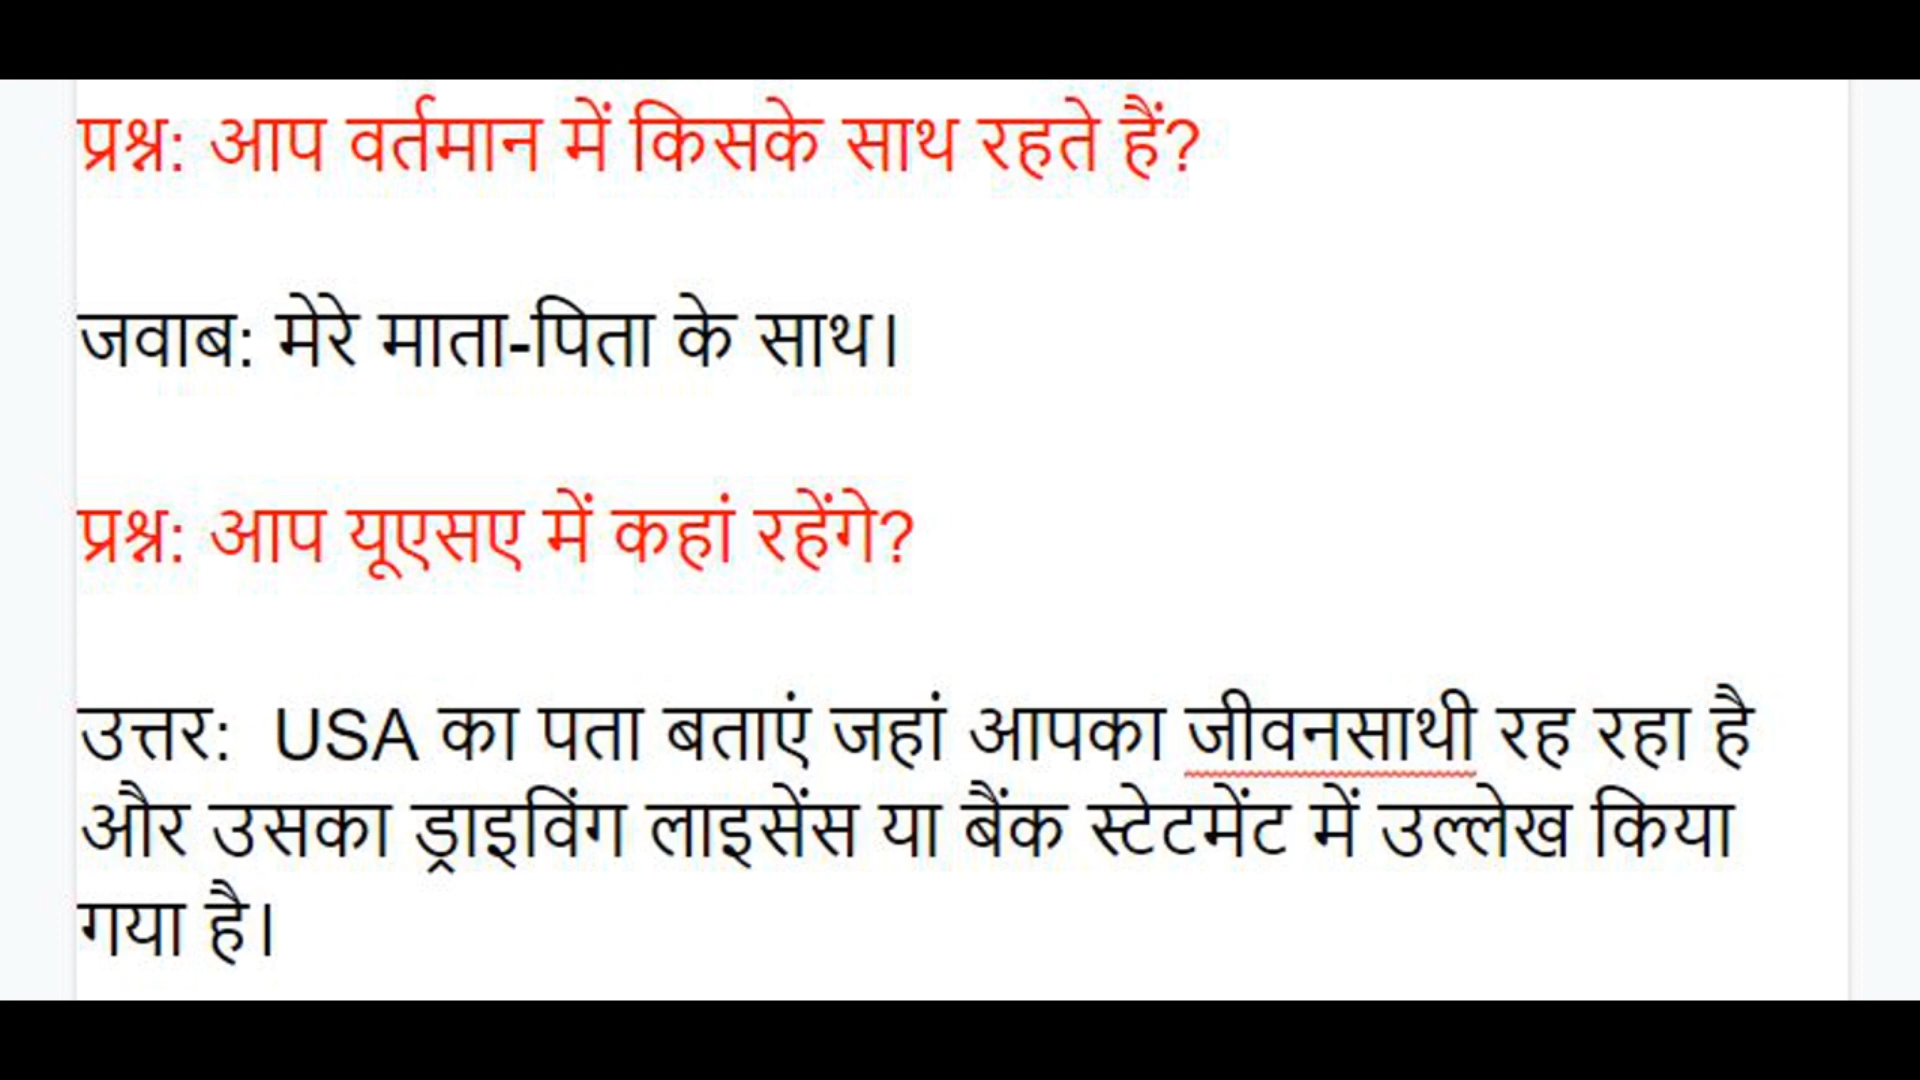 प्रश्न: आप वर्तमान में किसके साथ रहते हैं?
जवाब: मेरे माता-पिता के साथ।
प्रश्न: आप यूएसए में कहां रहेंगे?
उत्तर:  USA का पता बताएं जहां आपका जीवनसाथी रह रहा है
और उसका ड्राइविंग लाइसेंस या बैंक स्टेटमेंट में उल्लेख किया
गया है।